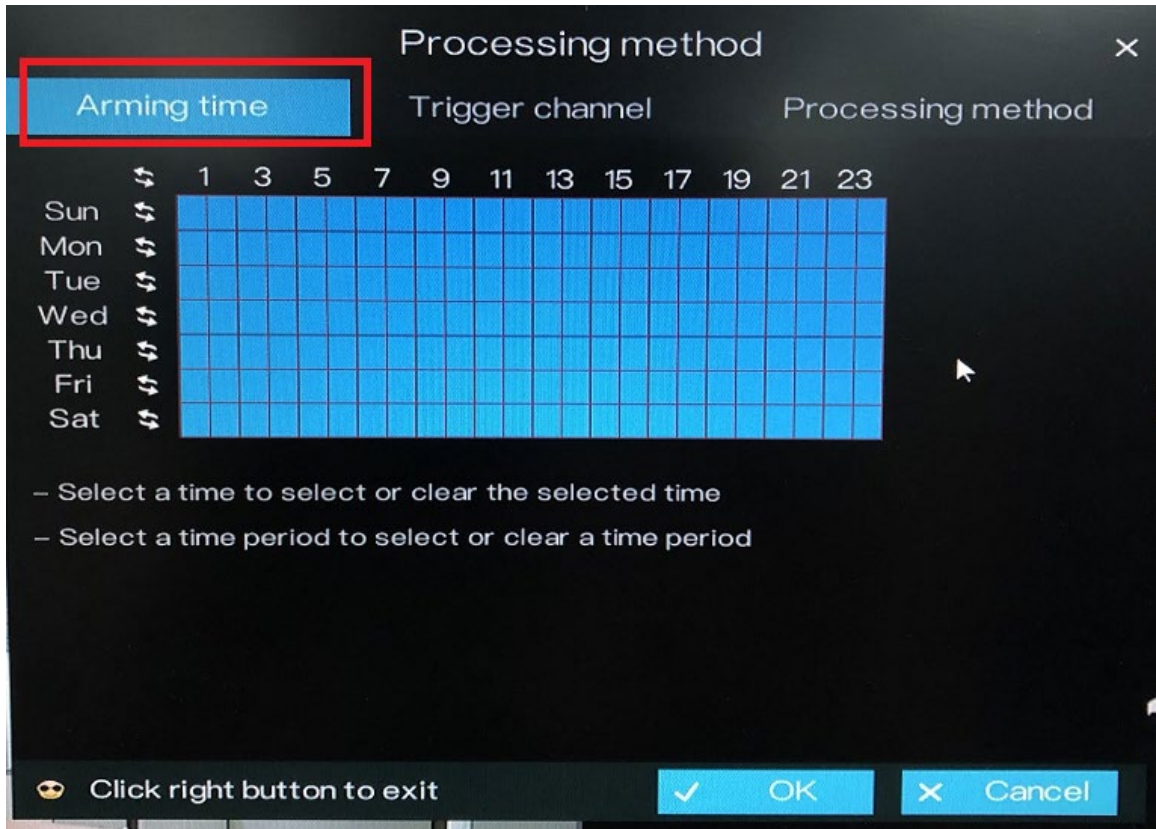 Processing method
Arming time Trigger channel Processing method
1 3 5 7 9 11 13 15 17 19 21 23
Sun
Mon
Tue
Wed
Thu
Fri
Sat
– Select a time to select or clear the selected time
– Select a time period to select or clear a time period
Click right button to exit OK Cancel